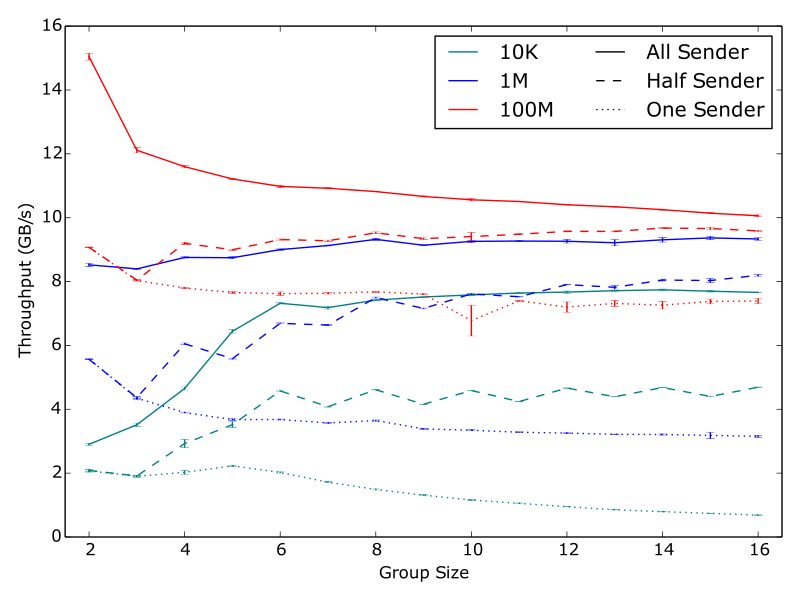 16
14
12
10
8
6
4
2
0
Throughput (GB/s)
10K
1M
100M
All Sender
Half Sender
One Sender
2 4 6 8 10 12 14 16
Group Size